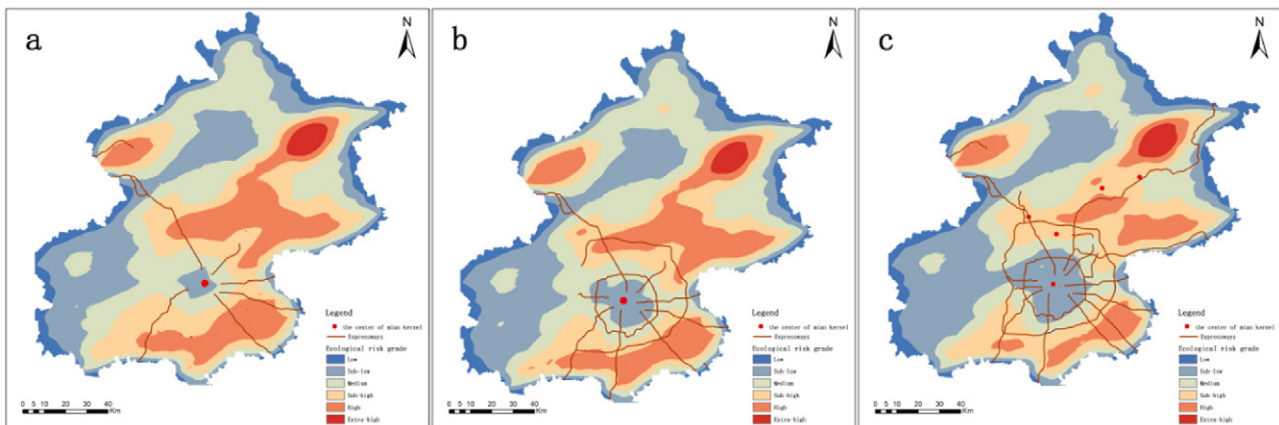 a
N
Legend
the center of mian kernel
Expressways
Ecological risk grade
Low
Sub-low
Medium
Sub-high
High
Extra-high
0 5 10 20 30 40 Km
b
N
Legend
the center of mian kernel
Expressways
Ecological risk grade
Low
Sub-low
Medium
Sub-high
High
Extra-high
0 5 10 20 30 40 Km
c
N
Legend
the center of mian kernel
Expressways
Ecological risk grade
Low
Sub-low
Medium
Sub-high
High
Extra-high
0 5 10 20 30 40 Km